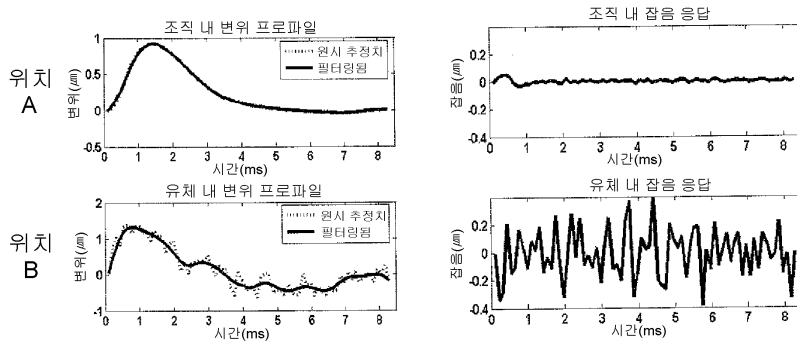 조직 내 변위 프로파일
조직 내 잡음 응답
위치
A
변위(㎛)
1
0.5
0
-0.5
원시 추정치
필터링됨
0 1 2 3 4 5 6 7 8
시간(ms)
잡음(㎛)
0.2
0
-0.2
-0.4
0 1 2 3 4 5 6 7 8
시간(ms)
유체 내 변위 프로파일
유체 내 잡음 응답
위치
B
변위(㎛)
2
1
0
-1
원시 추정치
필터링됨
0 1 2 3 4 5 6 7 8
시간(ms)
잡음(㎛)
0.2
0
-0.2
-0.4
0 1 2 3 4 5 6 7 8
시간(ms)